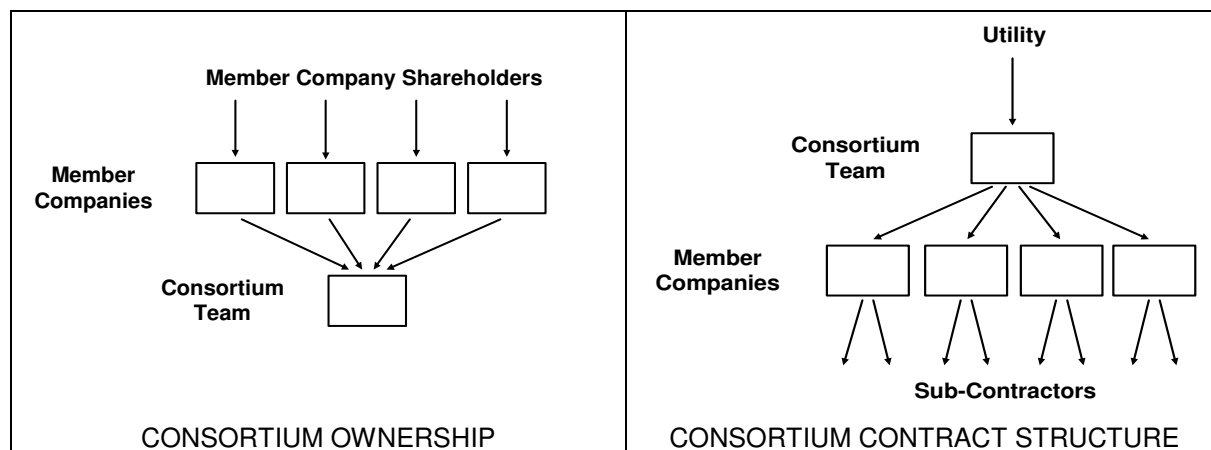 Member Company Shareholders
Member
Companies
Consortium
Team
CONSORTIUM OWNERSHIP
Utility
Consortium
Team
Member
Companies
Sub-Contractors
CONSORTIUM CONTRACT STRUCTURE